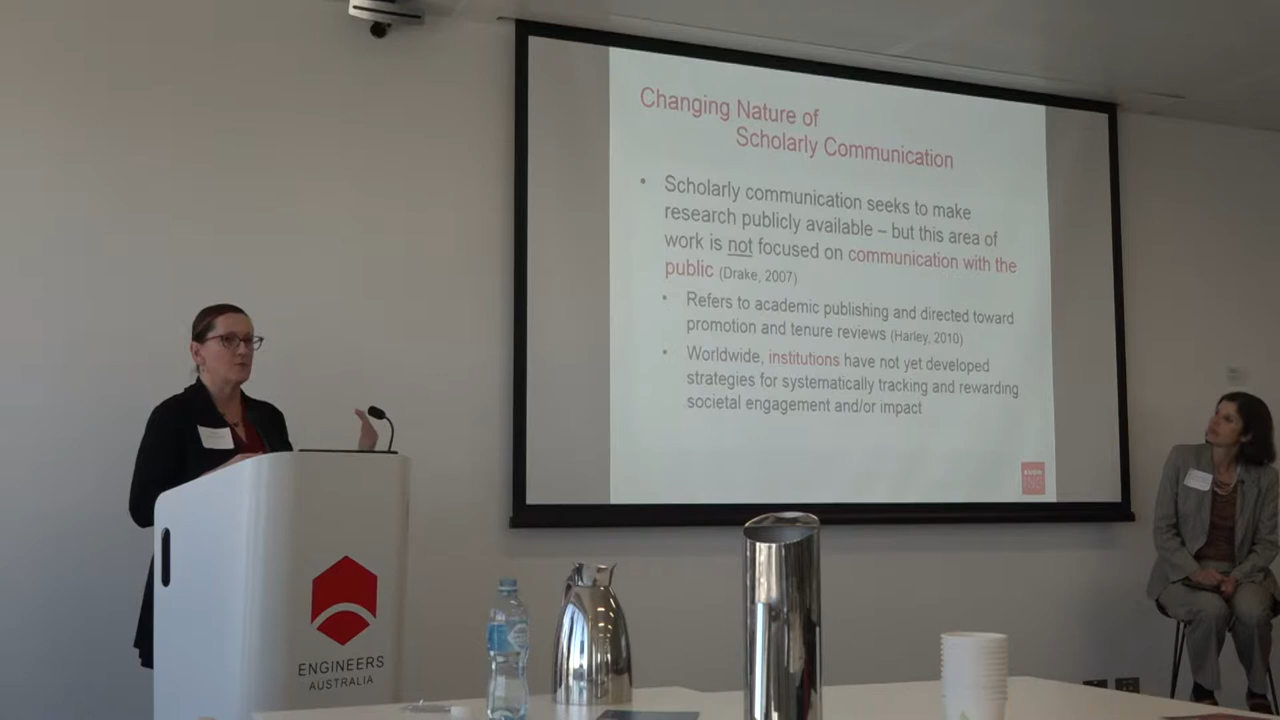 Changing Nature of
Scholarly Communication
• Scholarly communication seeks to make
research publicly available – but this area of
work is not focused on communication with the
public (Drake, 2007)
• Refers to academic publishing and directed toward
promotion and tenure reviews (Harley, 2010)
• Worldwide, institutions have not yet developed
strategies for systematically tracking and rewarding
societal engagement and/or impact
ENGINEERS
AUSTRALIA